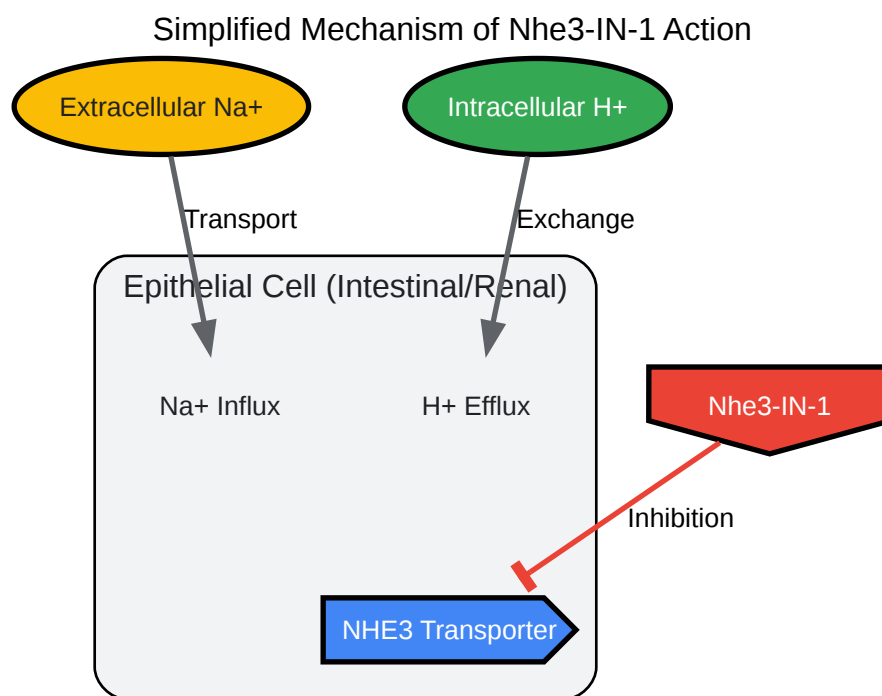 Simplified Mechanism of Nhe3-IN-1 Action
Extracellular Na+
Intracellular H+
Transport
Exchange
Epithelial Cell (Intestinal/Renal)
Na+ Influx
H+ Efflux
Nhe3-IN-1
Inhibition
NHE3 Transporter